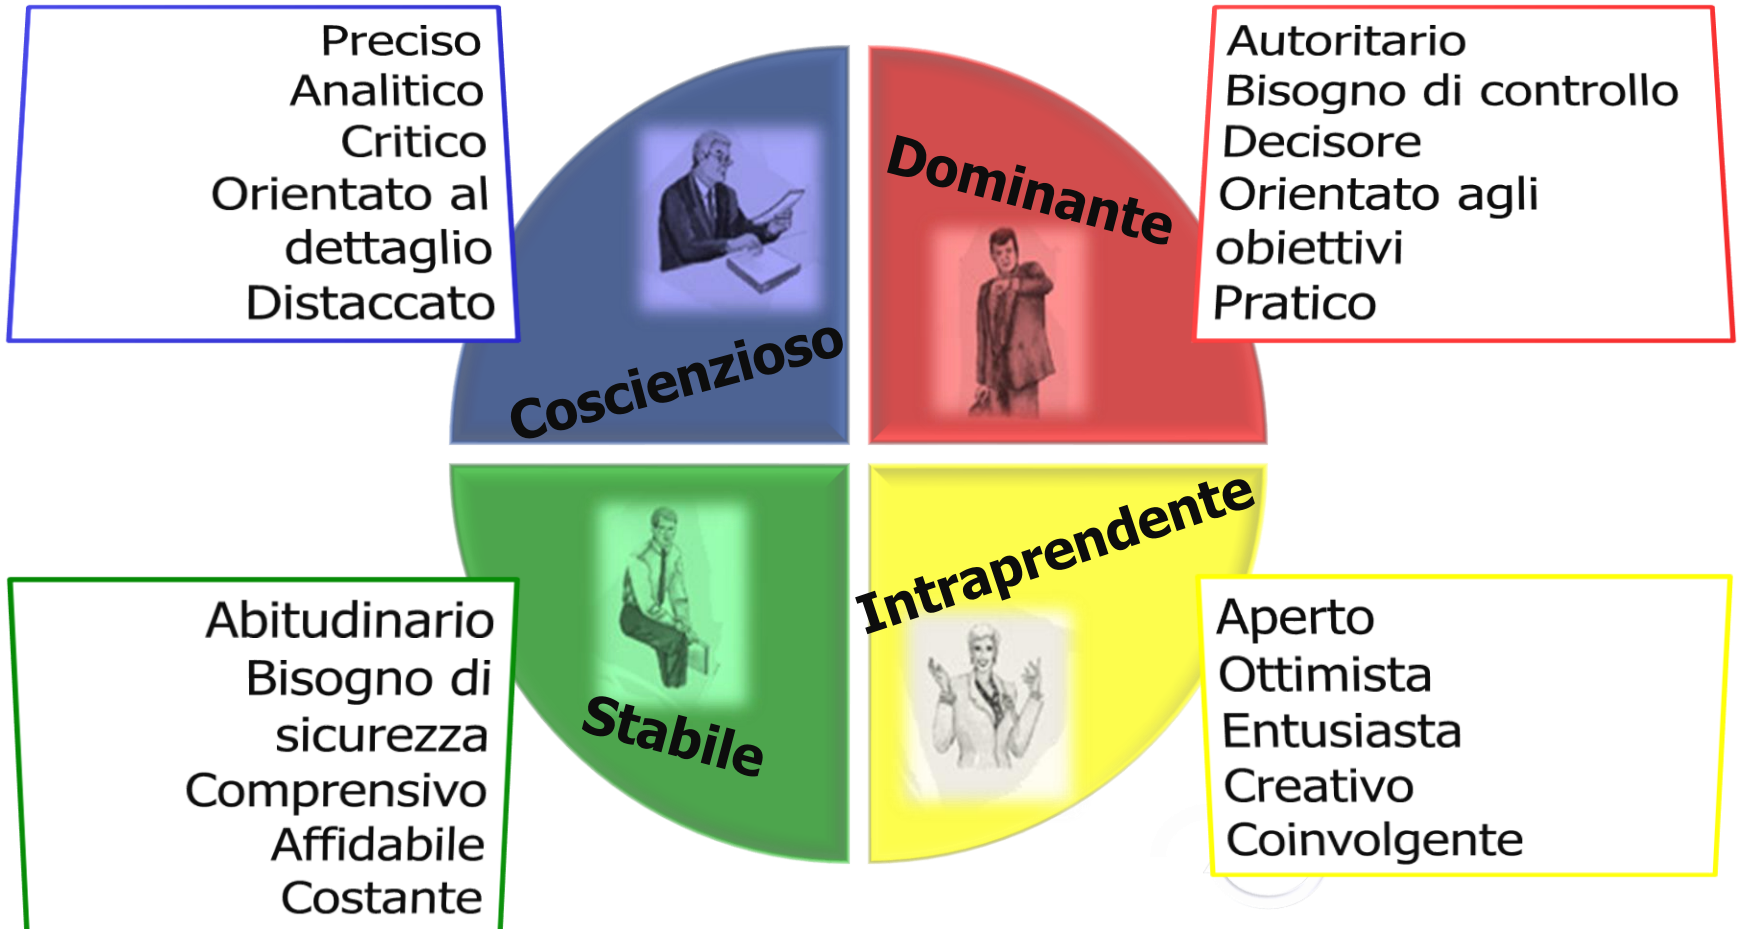 Preciso
Analitico
Critico
Orientato al
dettaglio
Distaccato
Coscienzioso
Dominante
Autoritario
Bisogno di controllo
Decisore
Orientato agli
obiettivi
Pratico
Abitudinario
Bisogno di
sicurezza
Comprensivo
Affidabile
Costante
Stabile
Intraprendente
Aperto
Ottimista
Entusiasta
Creativo
Coinvolgente